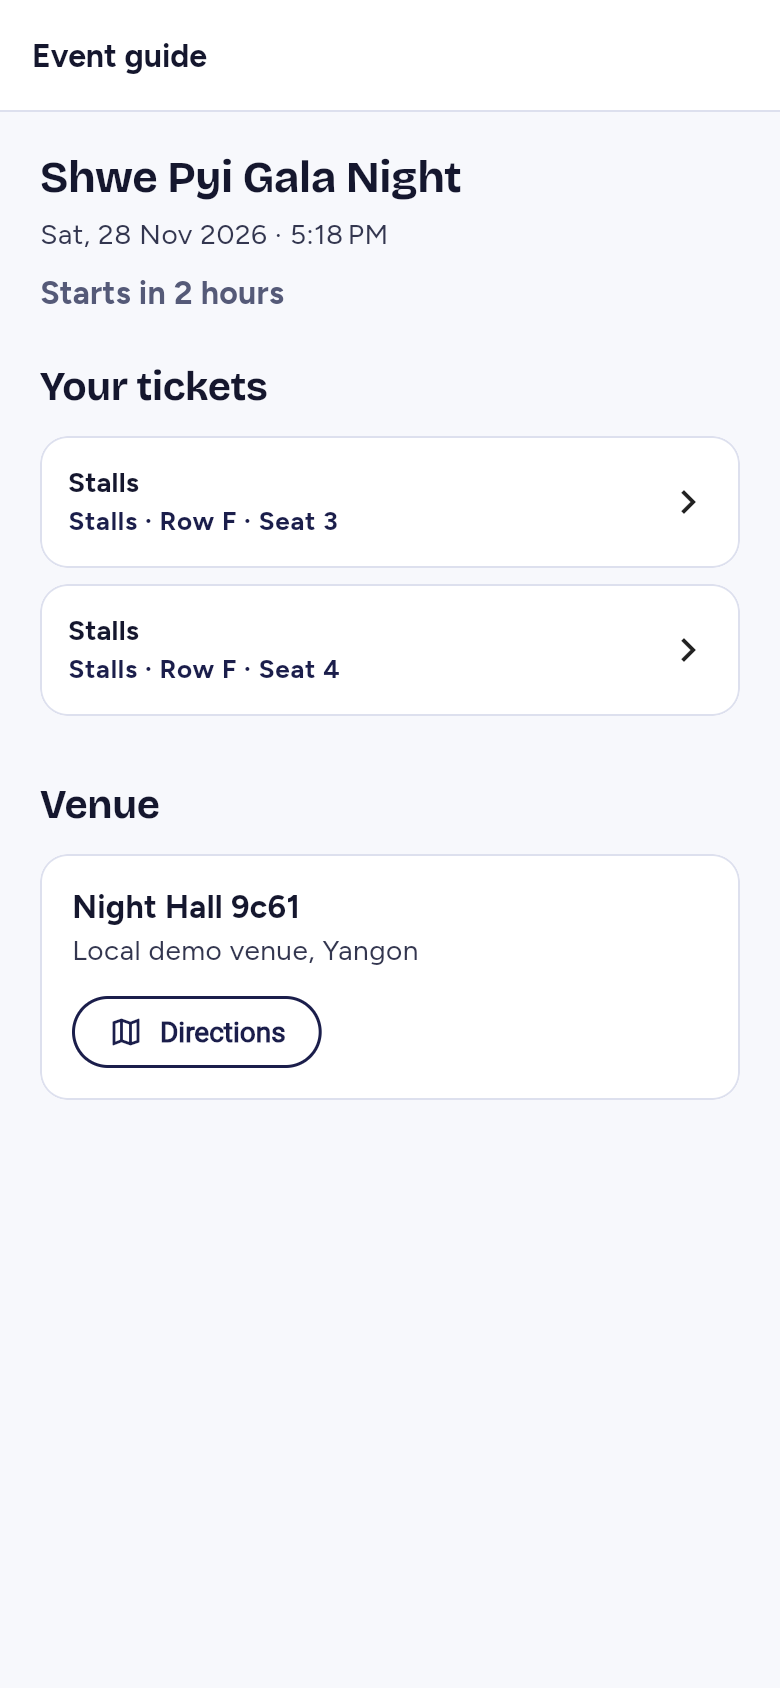 Event guide
Shwe Pyi Gala Night
Sat, 28 Nov 2026 · 5:18 PM
Starts in 2 hours
Your tickets
Stalls
Stalls · Row F · Seat 3
Stalls
Stalls · Row F · Seat 4
Venue
Night Hall 9c61
Local demo venue, Yangon
Directions